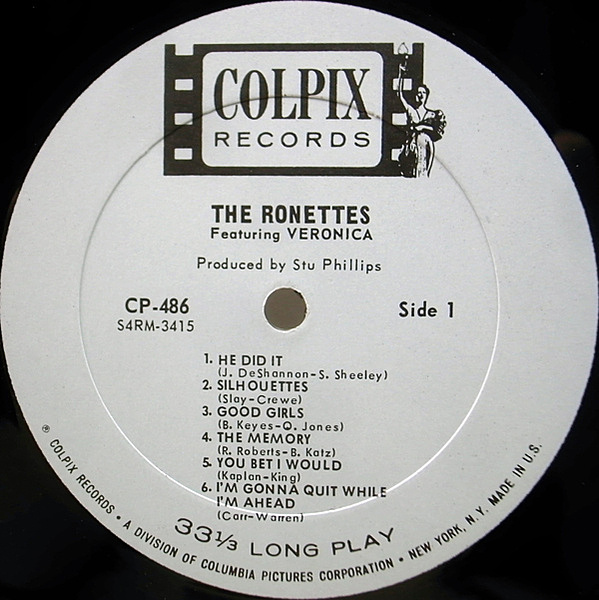 COLPIX
RECORDS
THE RONETTES
Featuring VERONICA
Produced by Stu Phillips
CP-486
S4RM-3415
Side 1
1. HE DID IT
(J. DeShannon-S. Sheeley)
2. SILHOUETTES
(Slay-Crewe)
3. GOOD GIRLS
(B. Keyes-Q. Jones)
4. THE MEMORY
(R. Roberts-B. Katz)
5. YOU BET I WOULD
(Kaplan-King)
6. I'M GONNA QUIT WHILE
I'M AHEAD
(Carr-Warren)
33⅓ LONG PLAY
℗ COLPIX RECORDS • A DIVISION OF COLUMBIA PICTURES CORPORATION • NEW YORK, N.Y. MADE IN U.S.